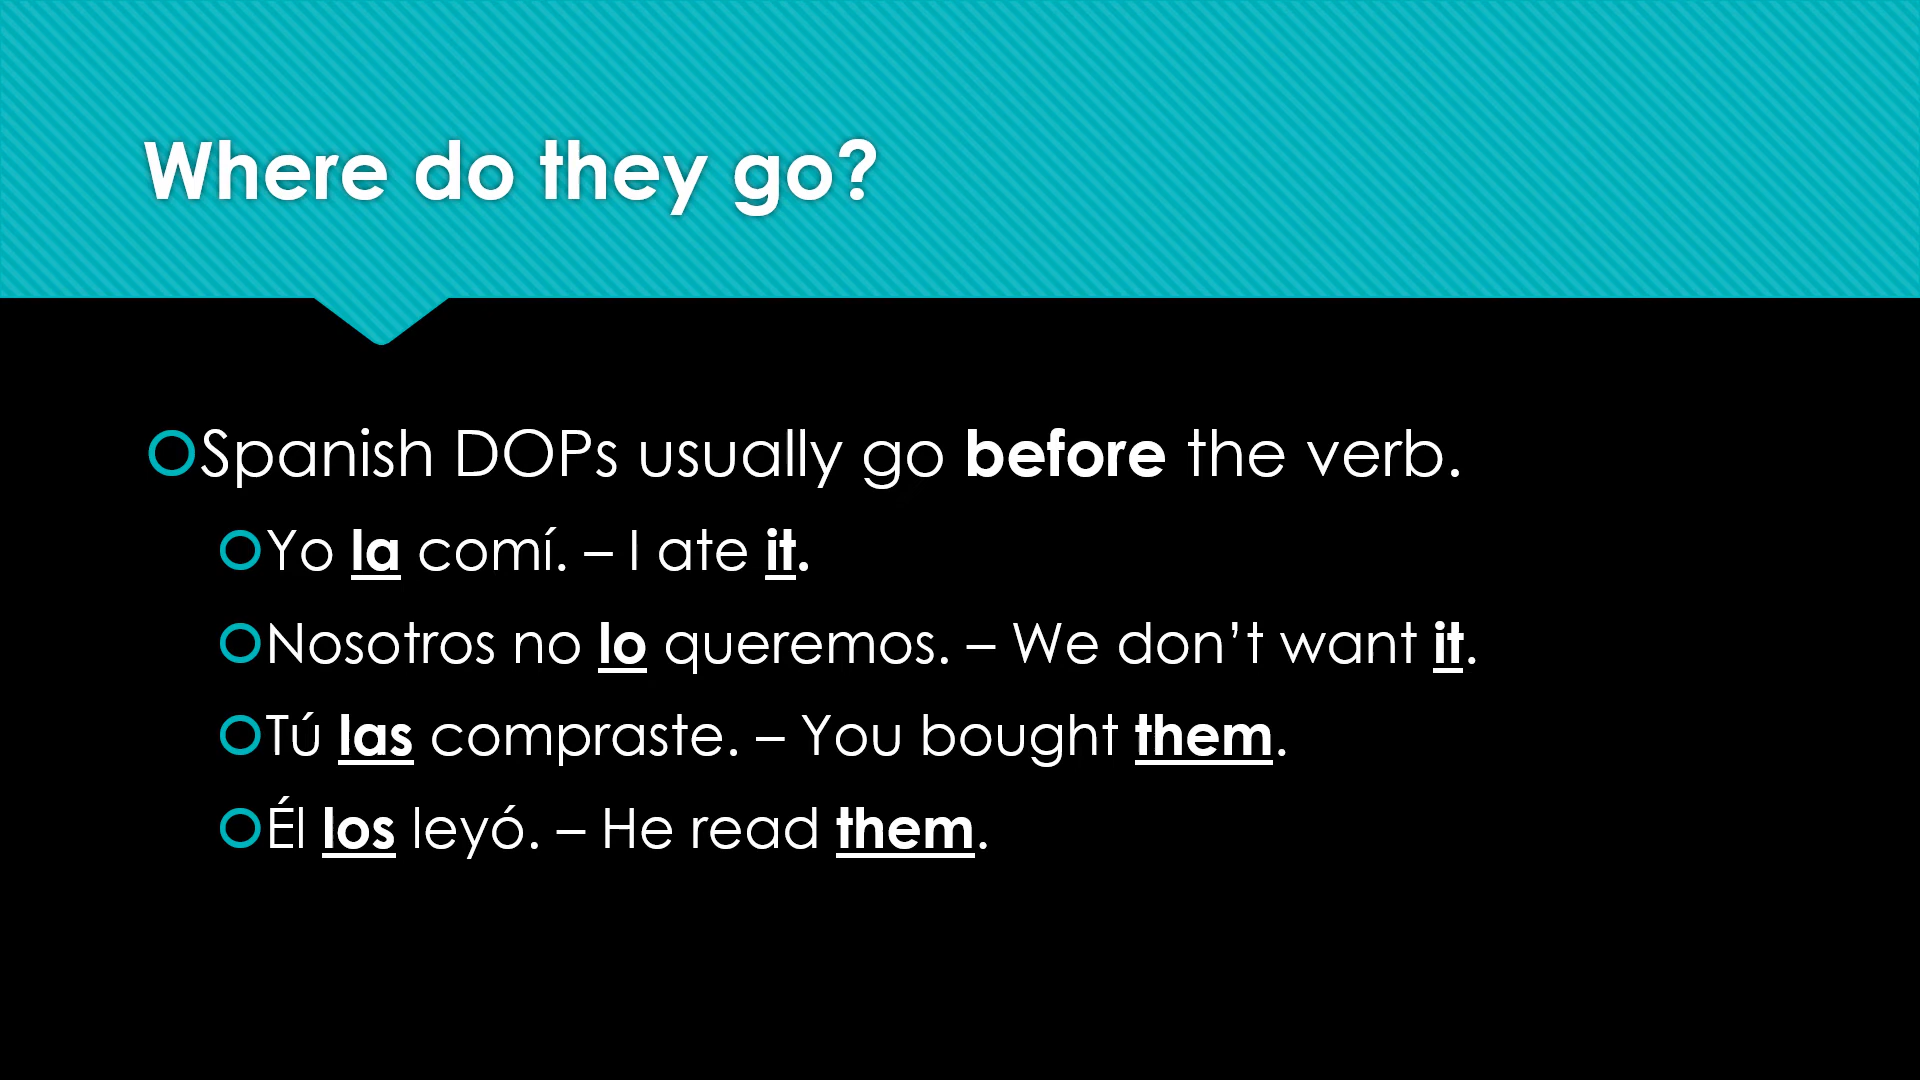 Where do they go?
Spanish DOPs usually go before the verb.
Yo la comí. – I ate it.
Nosotros no lo queremos. – We don’t want it.
Tú las compraste. – You bought them.
Él los leyó. – He read them.